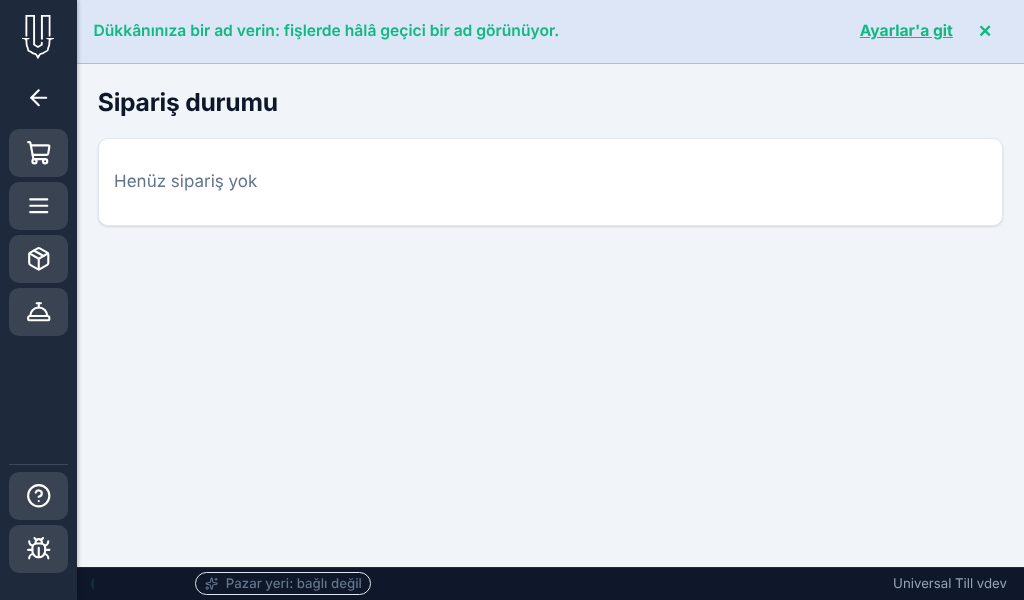 Dükkânınıza bir ad verin: fişlerde hâlâ geçici bir ad görünüyor.
Ayarlar'a git
Sipariş durumu
Henüz sipariş yok
Pazar yeri: bağlı değil
Universal Till vdev